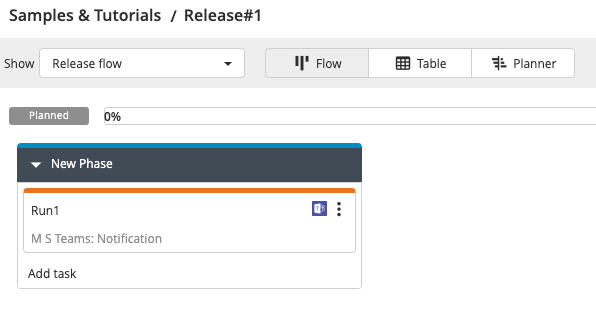 Samples & Tutorials / Release#1
Show Release flow Flow Table Planner
Planned 0%
New Phase
Run1
M S Teams: Notification
Add task